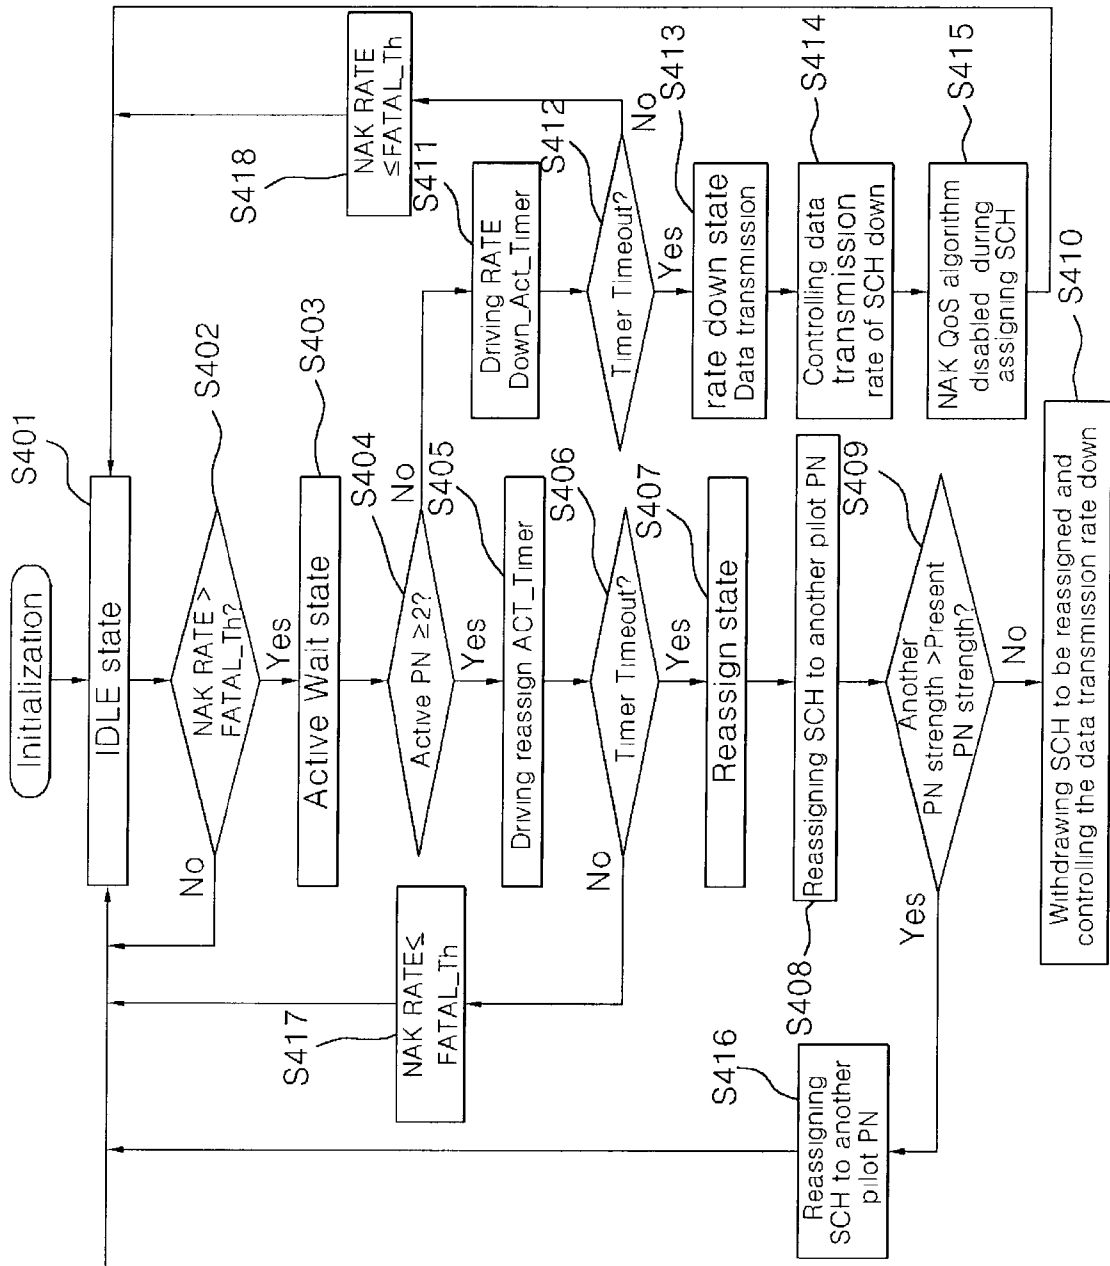 Initialization
S401
IDLE state
S402
NAK RATE >
FATAL_Th?
No
Yes
S403
Active Wait state
S404
Active PN ≥2?
No
Yes
S405
Driving reassign ACT_Timer
S406
Timer Timeout?
No
Yes
S417
NAK RATE≤
FATAL_Th
S407
Reassign state
S408
Reassigning SCH to another pilot PN
S409
Another
PN strength >Present
PN strength?
Yes
No
S416
Reassigning
SCH to another
pilot PN
S410
Withdrawing SCH to be reassigned and
controlling the data transmission rate down
S411
Driving RATE
Down_Act_Timer
S412
Timer Timeout?
No
Yes
S418
NAK RATE
≤FATAL_Th
S413
rate down state
Data transmission
S414
Controlling data
transmission
rate of SCH down
S415
NAK QoS algorithm
disabled during
assigning SCH